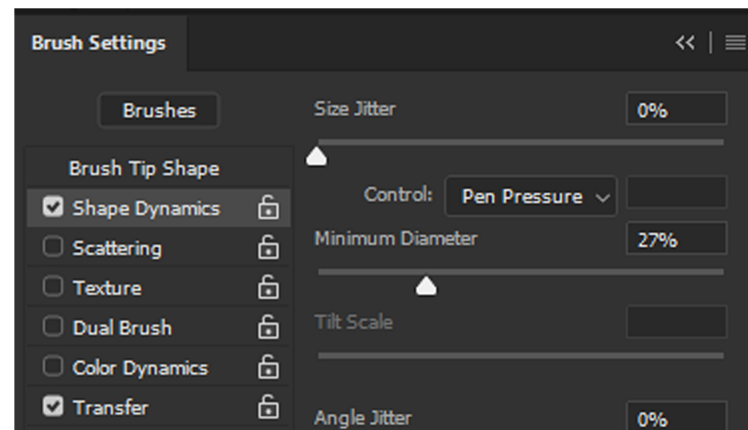 Brush Settings
Brushes
Brush Tip Shape
Shape Dynamics
Scattering
Texture
Dual Brush
Color Dynamics
Transfer
Size Jitter 0%
Control: Pen Pressure
Minimum Diameter 27%
Tilt Scale
Angle Jitter 0%